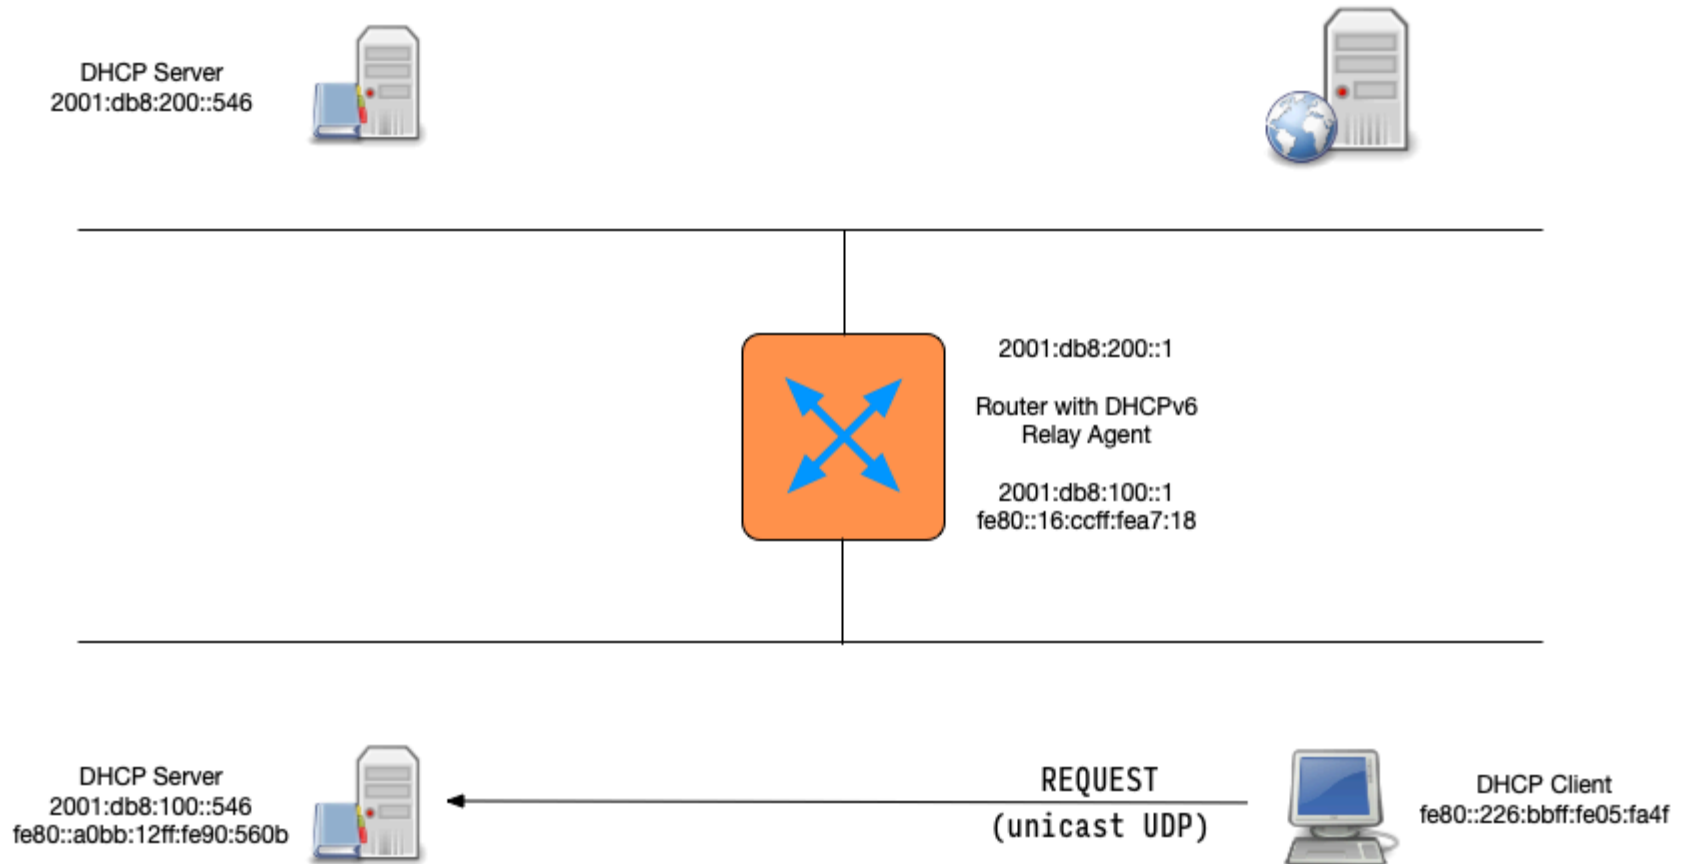 DHCP Server
2001:db8:200::546
2001:db8:200::1
Router with DHCPv6
Relay Agent
2001:db8:100::1
fe80::16:ccff:fea7:18
DHCP Server
2001:db8:100::546
fe80::a0bb:12ff:fe90:560b
REQUEST
(unicast UDP)
DHCP Client
fe80::226:bbff:fe05:fa4f